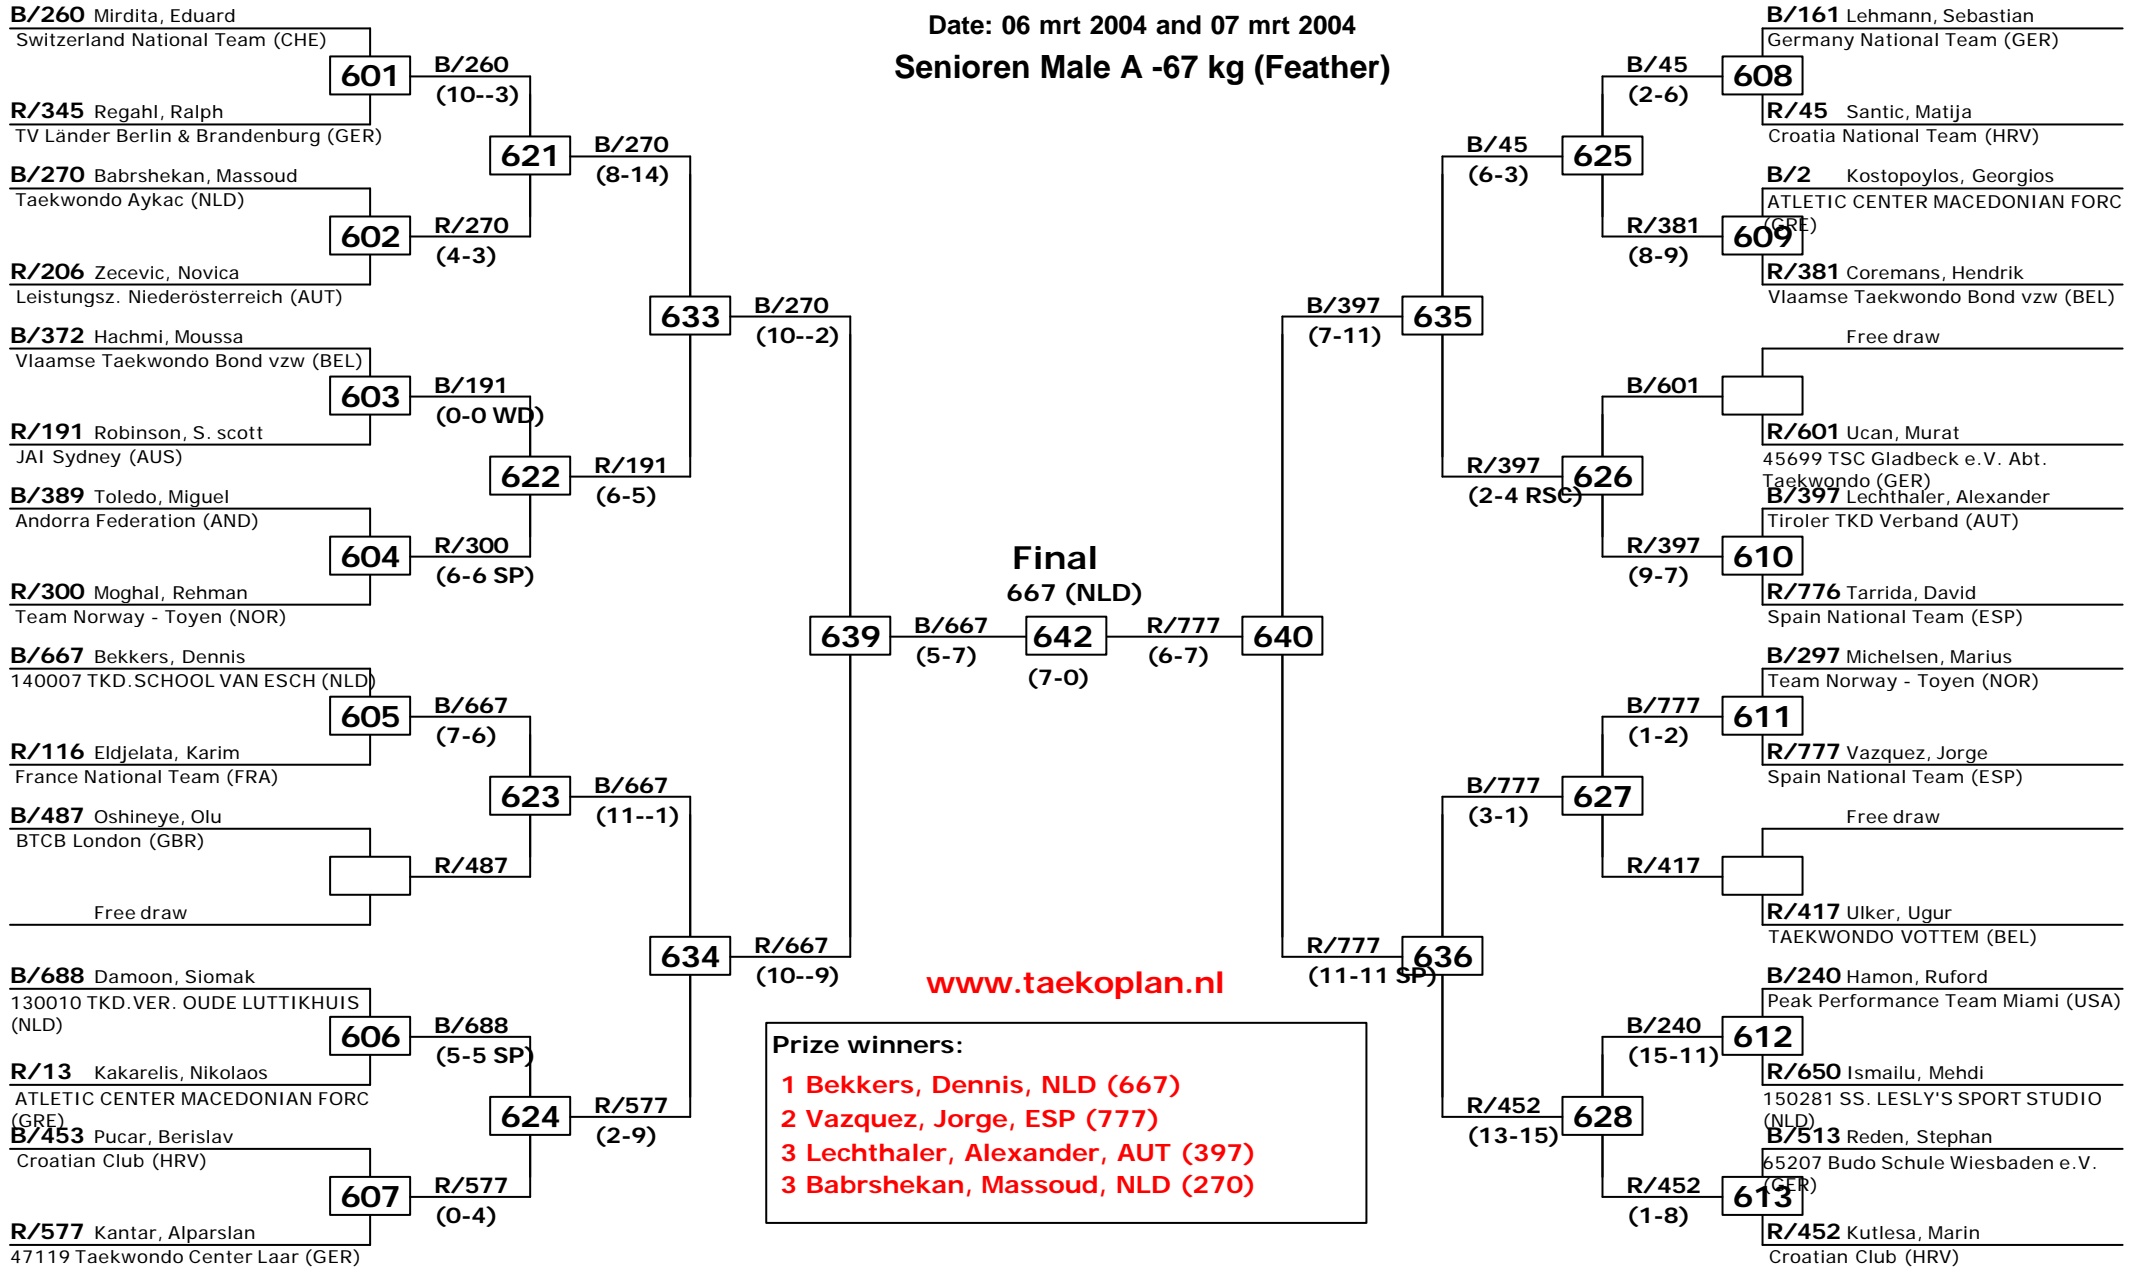 Date: 06 mrt 2004 and 07 mrt 2004
Senioren Male A -67 kg (Feather)
B/260 Mirdita, Eduard
Switzerland National Team (CHE)
601
R/345 Regahl, Ralph
TV Länder Berlin & Brandenburg (GER)
B/270 Babrshekan, Massoud
Taekwondo Aykac (NLD)
602
R/206 Zecevic, Novica
Leistungsz. Niederösterreich (AUT)
B/372 Hachmi, Moussa
Vlaamse Taekwondo Bond vzw (BEL)
603
R/191 Robinson, S. scott
JAI Sydney (AUS)
B/389 Toledo, Miguel
Andorra Federation (AND)
604
R/300 Moghal, Rehman
Team Norway - Toyen (NOR)
B/667 Bekkers, Dennis
140007 TKD.SCHOOL VAN ESCH (NLD)
605
R/116 Eldjelata, Karim
France National Team (FRA)
B/487 Oshineye, Olu
BTCB London (GBR)
Free draw
B/688 Damoon, Siomak
130010 TKD.VER. OUDE LUTTIKHUIS
(NLD)
606
R/13 Kakarelis, Nikolaos
ATLETIC CENTER MACEDONIAN FORC
(GRE)
B/453 Pucar, Berislav
Croatian Club (HRV)
607
R/577 Kantar, Alparslan
47119 Taekwondo Center Laar (GER)
B/260
(10--3)
621
R/270
(4-3)
B/191
(0-0 WD)
622
R/300
(6-6 SP)
B/667
(7-6)
623
R/487
B/688
(5-5 SP)
624
R/577
(0-4)
B/270
(8-14)
633
R/191
(6-5)
B/667
(11--1)
634
R/577
(2-9)
B/270
(10--2)
639
R/667
(10--9)
B/667
(5-7)
Final
667 (NLD)
642
(7-0)
R/777
(6-7)
B/397
(7-11)
640
R/777
(11-11 SP)
B/45
(6-3)
635
R/397
(2-4 RSC)
B/777
(3-1)
636
R/452
(13-15)
B/45
(2-6)
625
R/381
(8-9)
B/601
626
R/397
(9-7)
B/777
(1-2)
627
R/417
B/240
(15-11)
628
R/452
(1-8)
B/161 Lehmann, Sebastian
Germany National Team (GER)
608
R/45 Santic, Matija
Croatia National Team (HRV)
B/2 Kostopoylos, Georgios
ATLETIC CENTER MACEDONIAN FORC
(GRE)
609
R/381 Coremans, Hendrik
Vlaamse Taekwondo Bond vzw (BEL)
Free draw
R/601 Ucan, Murat
45699 TSC Gladbeck e.V. Abt.
Taekwondo (GER)
B/397 Lechthaler, Alexander
Tiroler TKD Verband (AUT)
610
R/776 Tarrida, David
Spain National Team (ESP)
B/297 Michelsen, Marius
Team Norway - Toyen (NOR)
611
R/777 Vazquez, Jorge
Spain National Team (ESP)
Free draw
R/417 Ulker, Ugur
TAEKWONDO VOTTEM (BEL)
B/240 Hamon, Ruford
Peak Performance Team Miami (USA)
612
R/650 Ismailu, Mehdi
150281 SS. LESLY'S SPORT STUDIO
(NLD)
B/513 Reden, Stephan
65207 Budo Schule Wiesbaden e.V.
(GER)
613
R/452 Kutlesa, Marin
Croatian Club (HRV)
www.taekoplan.nl
Prize winners:
1 Bekkers, Dennis, NLD (667)
2 Vazquez, Jorge, ESP (777)
3 Lechthaler, Alexander, AUT (397)
3 Babrshekan, Massoud, NLD (270)